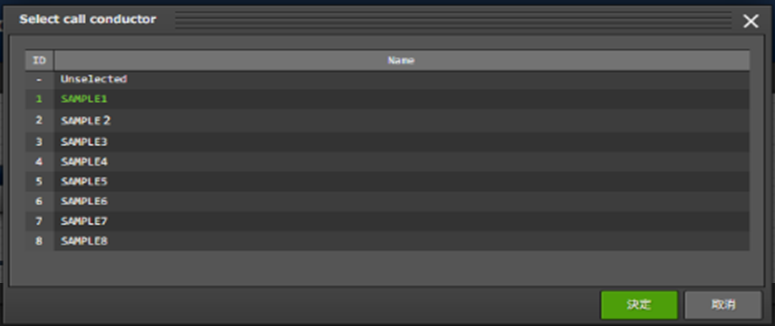 Select call conductor
ID Name
- Unselected
1 SAMPLE1
2 SAMPLE 2
3 SAMPLE3
4 SAMPLE4
5 SAMPLE5
6 SAMPLE6
7 SAMPLE7
8 SAMPLE8
決定 取消